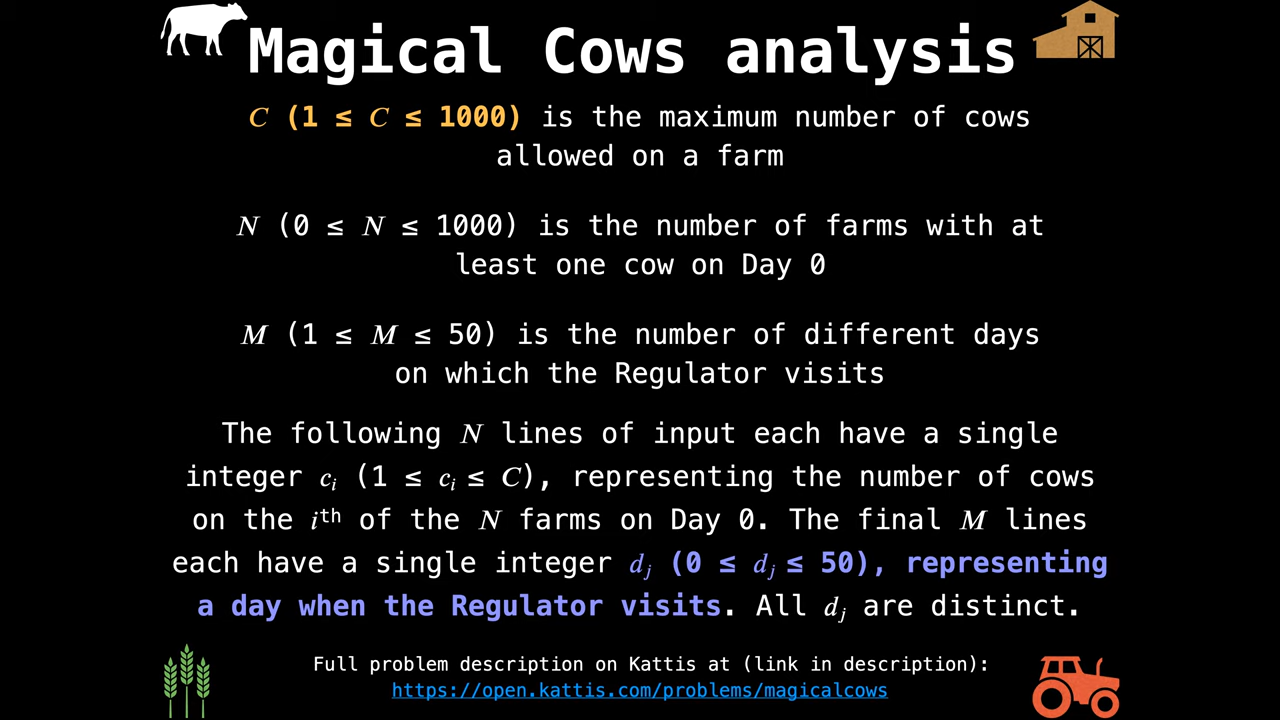 Magical Cows analysis
C (1 ≤ C ≤ 1000) is the maximum number of cows
allowed on a farm
N (0 ≤ N ≤ 1000) is the number of farms with at
least one cow on Day 0
M (1 ≤ M ≤ 50) is the number of different days
on which the Regulator visits
The following N lines of input each have a single
integer cᵢ (1 ≤ cᵢ ≤ C), representing the number of cows
on the iᵗʰ of the N farms on Day 0. The final M lines
each have a single integer dⱼ (0 ≤ dⱼ ≤ 50), representing
a day when the Regulator visits. All dⱼ are distinct.
Full problem description on Kattis at (link in description):
https://open.kattis.com/problems/magicalcows